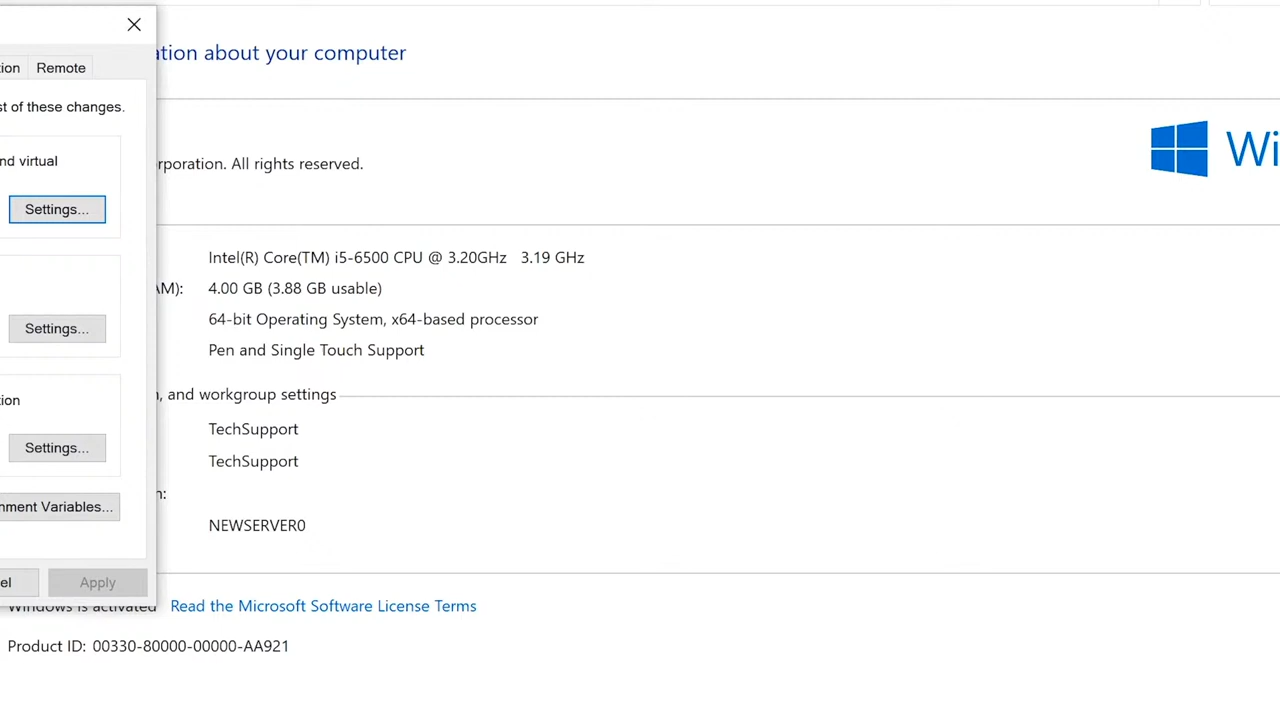 ation about your computer
ion
Remote
st of these changes.
nd virtual
rporation. All rights reserved.
Wi
Settings...
Intel(R) Core(TM) i5-6500 CPU @ 3.20GHz 3.19 GHz
AM): 4.00 GB (3.88 GB usable)
64-bit Operating System, x64-based processor
Settings...
Pen and Single Touch Support
n, and workgroup settings
ion
TechSupport
Settings...
TechSupport
n:
nment Variables...
NEWSERVER0
el
Apply
Windows is activated Read the Microsoft Software License Terms
Product ID: 00330-80000-00000-AA921